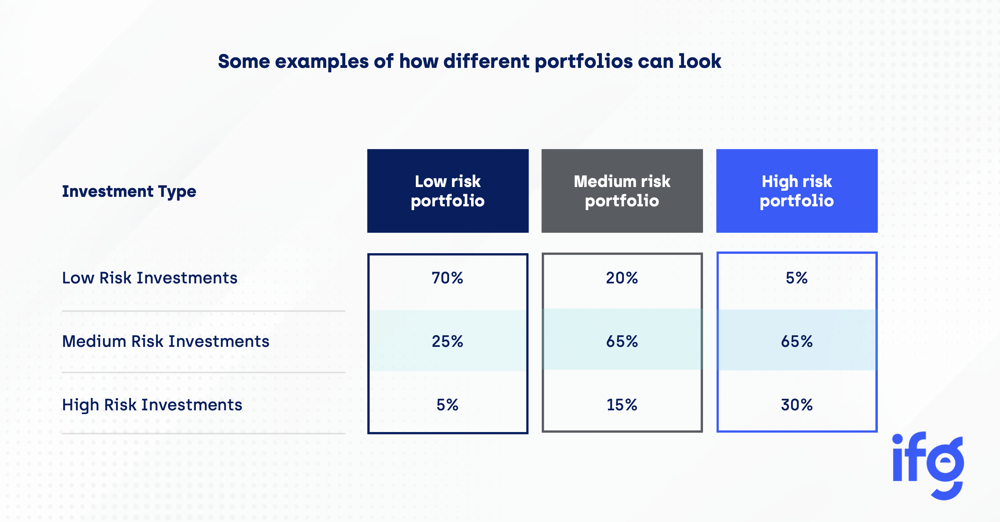 Some examples of how different portfolios can look
Investment Type
Low risk
portfolio
Medium risk
portfolio
High risk
portfolio
Low Risk Investments 70% 20% 5%
Medium Risk Investments 25% 65% 65%
High Risk Investments 5% 15% 30%
ifg